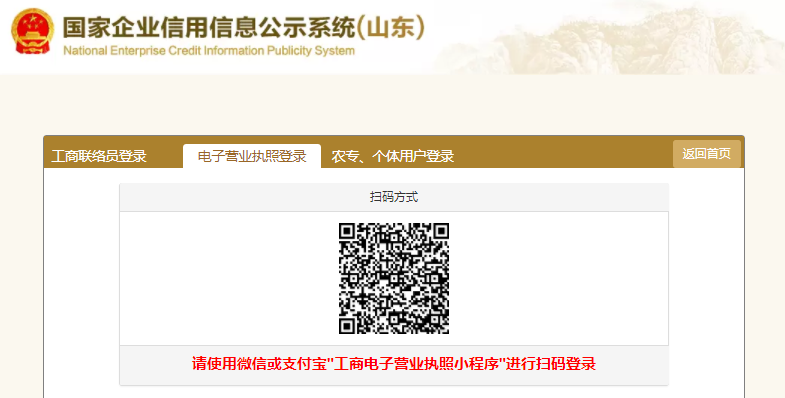 国家企业信用信息公示系统(山东)
National Enterprise Credit Information Publicity System
工商联络员登录 电子营业执照登录 农专、个体用户登录 返回首页
扫码方式
请使用微信或支付宝"工商电子营业执照小程序"进行扫码登录